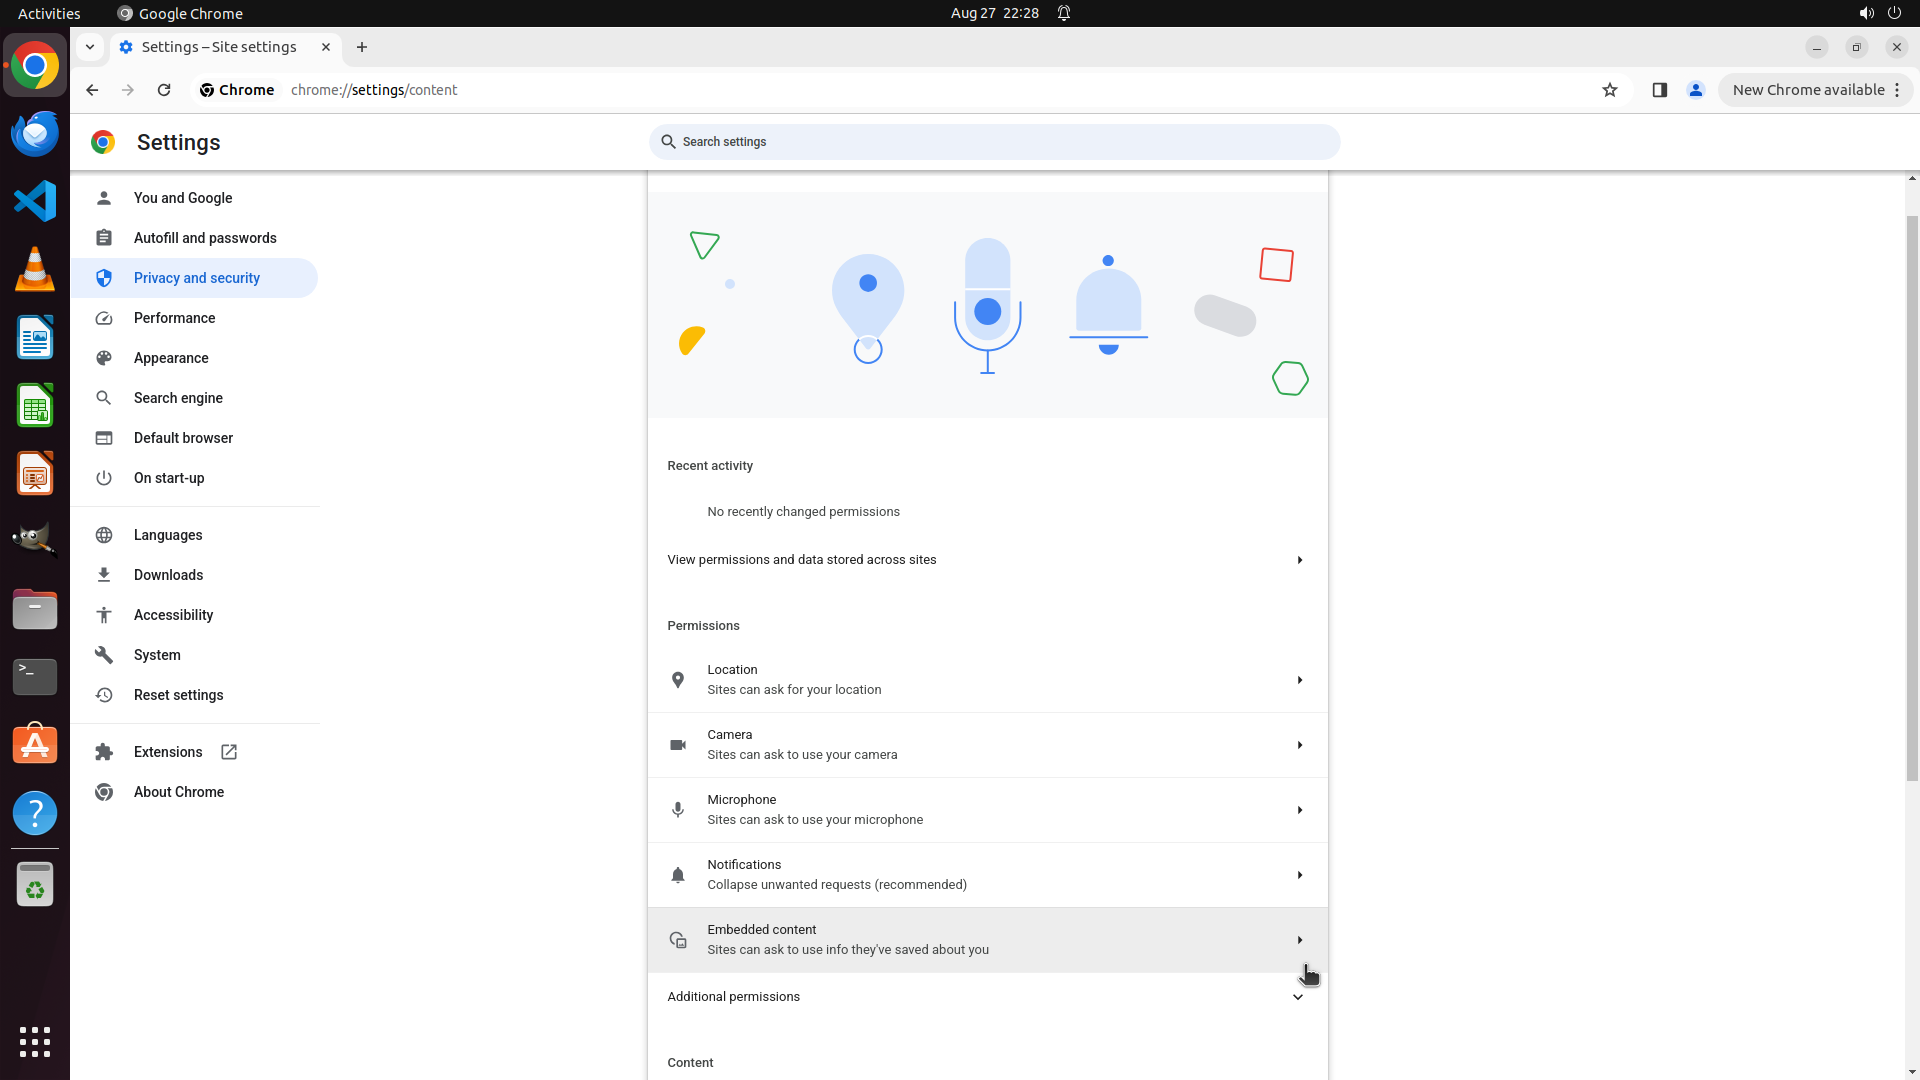 Activities
Google Chrome
Aug 27 22:28
Settings – Site settings
Chrome
chrome://settings/content
New Chrome available
Settings
Search settings
You and Google
Autofill and passwords
Privacy and security
Performance
Appearance
Search engine
Default browser
On start-up
Languages
Downloads
Accessibility
System
Reset settings
Extensions
About Chrome
Recent activity
No recently changed permissions
View permissions and data stored across sites
Permissions
Location
Sites can ask for your location
Camera
Sites can ask to use your camera
Microphone
Sites can ask to use your microphone
Notifications
Collapse unwanted requests (recommended)
Embedded content
Sites can ask to use info they've saved about you
Additional permissions
Content